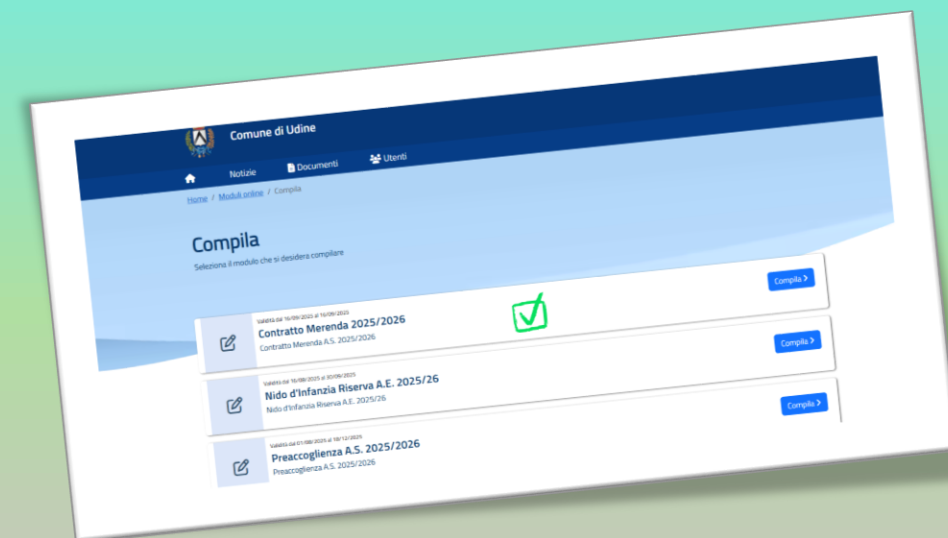 Comune di Udine
Notizie
Documenti
Utenti
Home / Moduli online / Compila
Compila
Seleziona il modulo che si desidera compilare
Contratto Merenda 2025/2026
Contratto Merenda A.S. 2025/2026
Compila
Nido d'Infanzia Riserva A.E. 2025/26
Nido d'Infanzia Riserva A.E. 2025/26
Compila
Preaccoglienza A.S. 2025/2026
Preaccoglienza A.S. 2025/2026
Compila